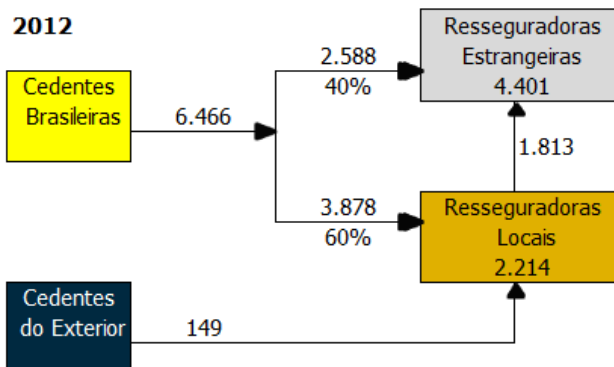 2012
Cedentes
Brasileiras
6.466
2.588
40%
Resseguradoras
Estrangeiras
4.401
1.813
3.878
60%
Resseguradoras
Locais
2.214
Cedentes
do Exterior
149